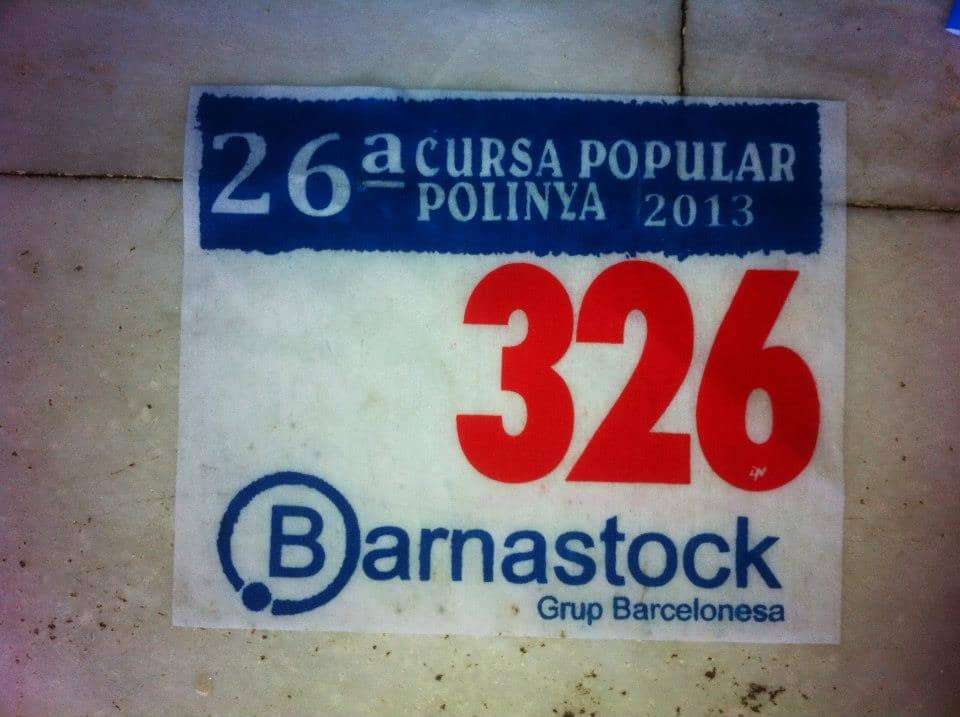 26ª CURSA POPULAR
POLINYA 2013
326
Barnastock
Grup Barcelonesa